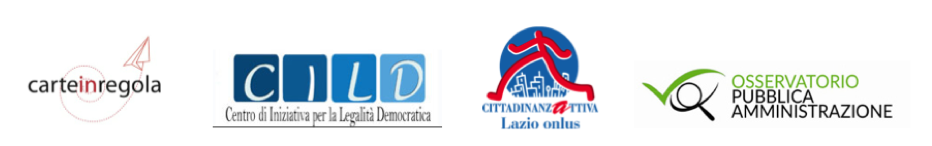 carteinregola
CILD
Centro di Iniziativa per la Legalità Democratica
CITTADINANZATTIVA
Lazio onlus
OSSERVATORIO
PUBBLICA
AMMINISTRAZIONE